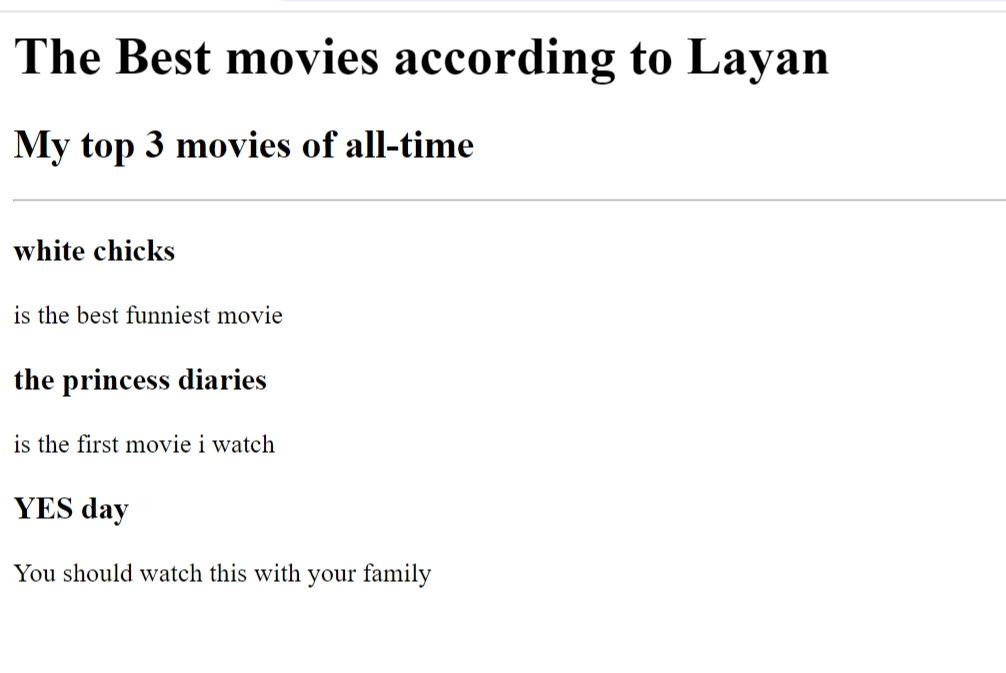 The Best movies according to Layan
My top 3 movies of all-time
white chicks
is the best funniest movie
the princess diaries
is the first movie i watch
YES day
You should watch this with your family